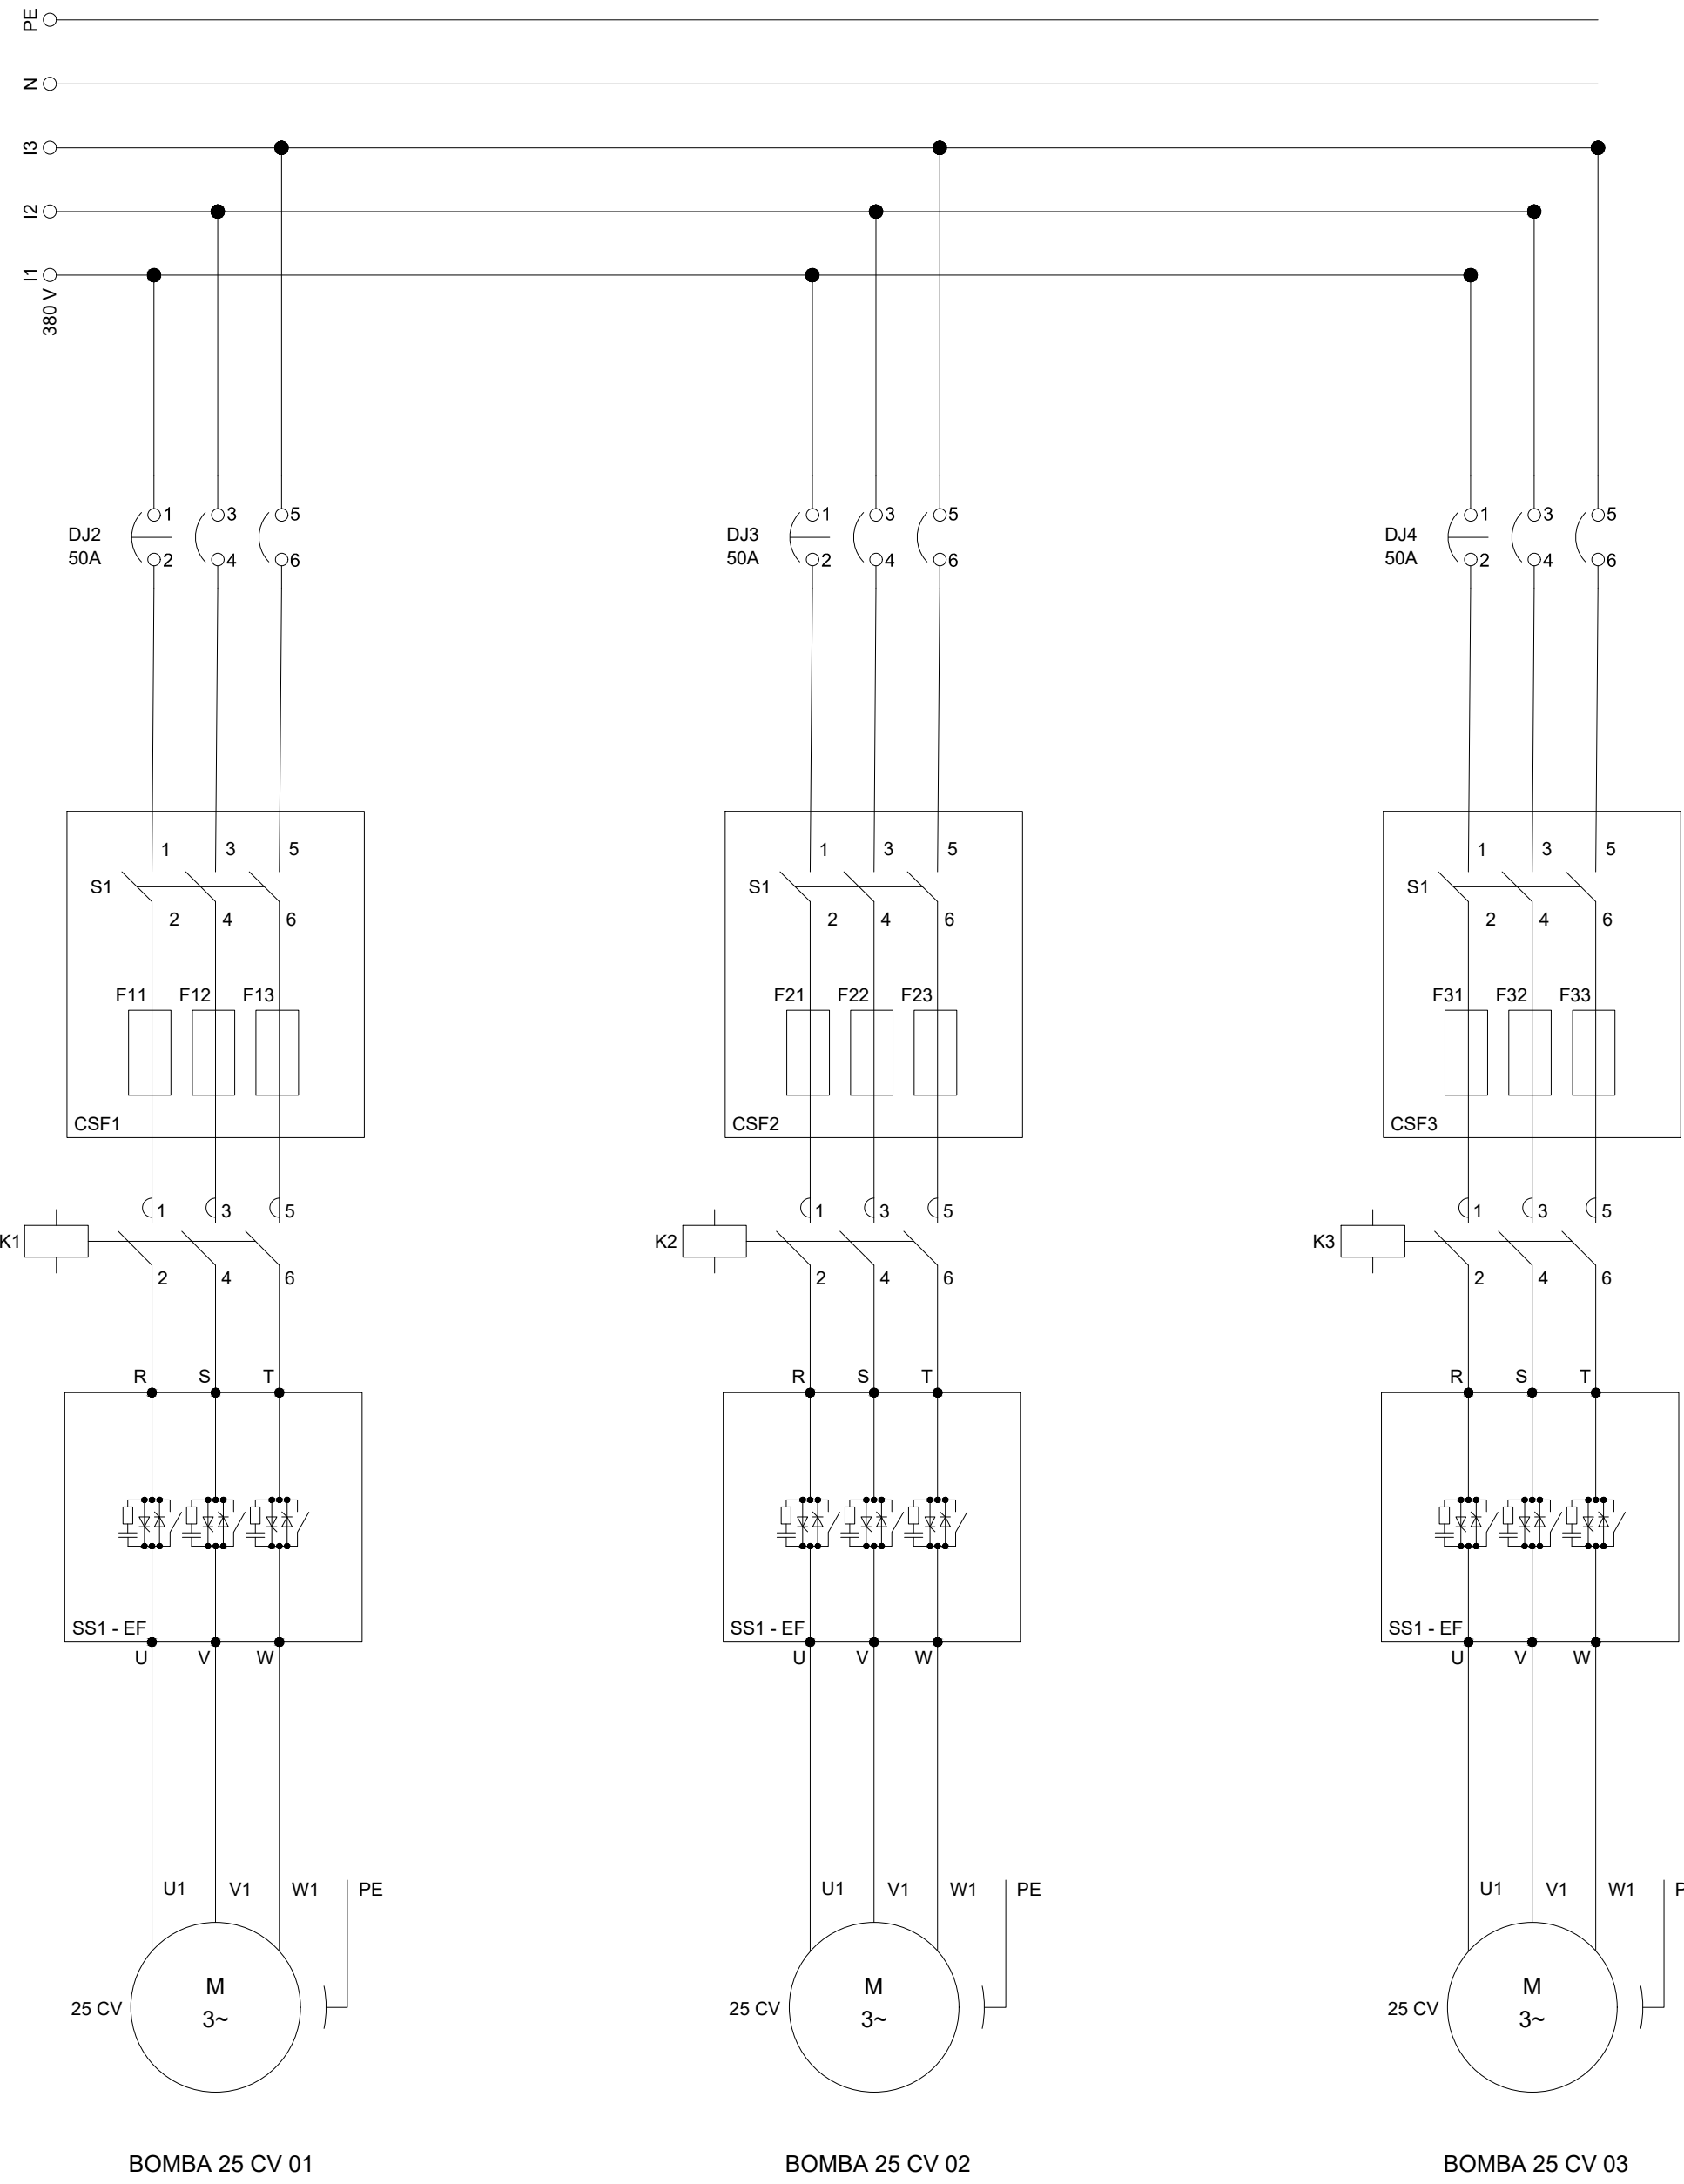 PE
N
I3
I2
I1
380 V
1 3 5 1 3 5 1 3 5
DJ2 DJ3 DJ4
50A 50A 50A
2 4 6 2 4 6 2 4 6
1 3 5 1 3 5 1 3 5
S1 S1 S1
2 4 6 2 4 6 2 4 6
F11 F12 F13 F21 F22 F23 F31 F32 F33
CSF1 CSF2 CSF3
1 3 5 1 3 5 1 3 5
K1 K2 K3
2 4 6 2 4 6 2 4 6
R S T R S T R S T
SS1 - EF SS1 - EF SS1 - EF
U V W U V W U V W
U1 V1 W1 PE U1 V1 W1 PE U1 V1 W1 P
M M M
25 CV 25 CV 25 CV
3~ 3~ 3~
BOMBA 25 CV 01 BOMBA 25 CV 02 BOMBA 25 CV 03